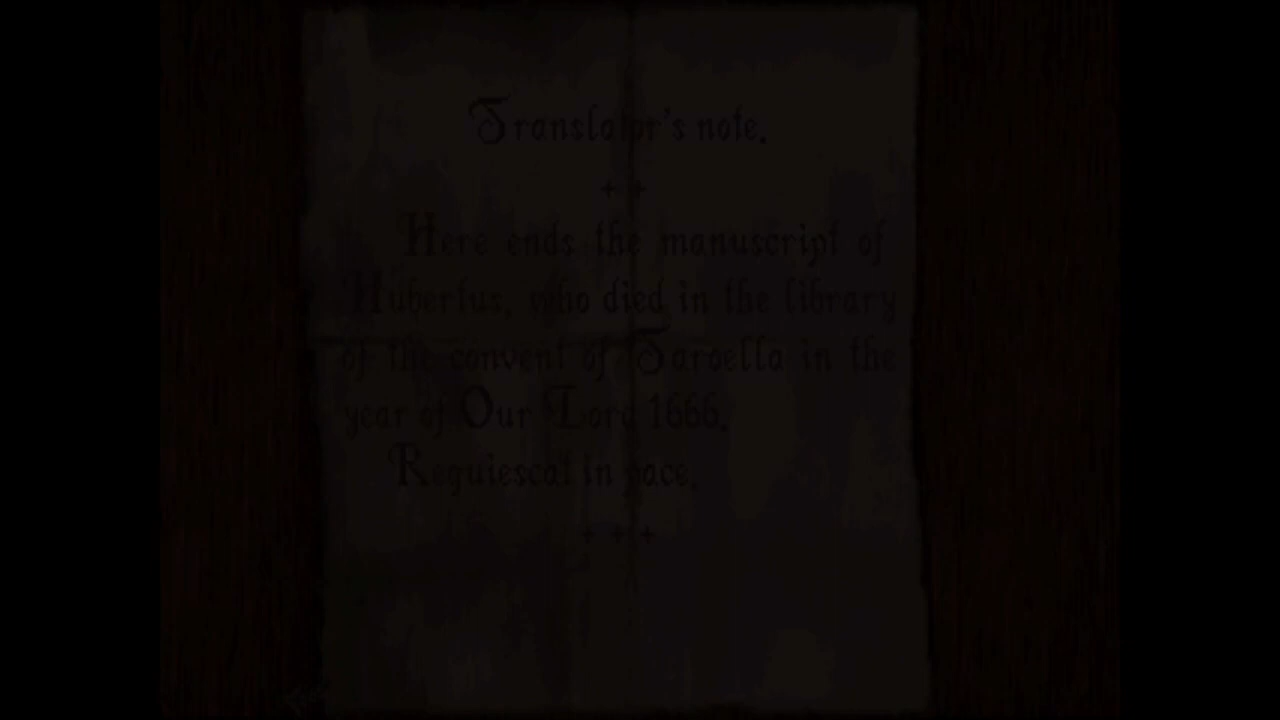 Translator's note.
Here ends the manuscript of
Hubertus, who died in the library
of the convent of Taroella in the
year of Our Lord 1666.
Requiescat in pace.